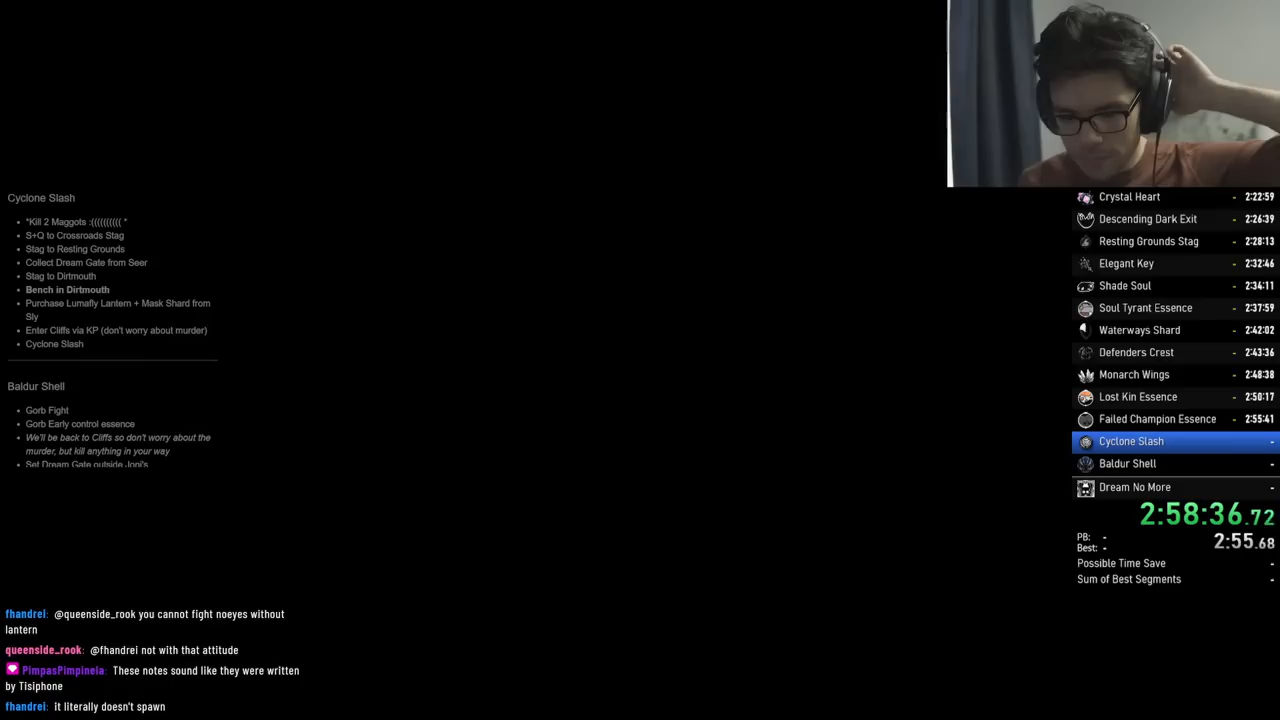 Cyclone Slash
*Kill 2 Maggots :(((((((((( *
S+Q to Crossroads Stag
Stag to Resting Grounds
Collect Dream Gate from Seer
Stag to Dirtmouth
Bench in Dirtmouth
Purchase Lumafly Lantern + Mask Shard from
Sly
Enter Cliffs via KP (don't worry about murder)
Cyclone Slash
Baldur Shell
Gorb Fight
Gorb Early control essence
We'll be back to Cliffs so don't worry about the
murder, but kill anything in your way
Set Dream Gate outside Joni's
Crystal Heart - 2:22:59
Descending Dark Exit - 2:26:39
Resting Grounds Stag - 2:28:13
Elegant Key - 2:32:46
Shade Soul - 2:34:11
Soul Tyrant Essence - 2:37:59
Waterways Shard - 2:42:02
Defenders Crest - 2:43:36
Monarch Wings - 2:48:38
Lost Kin Essence - 2:50:17
Failed Champion Essence - 2:55:41
Cyclone Slash -
Baldur Shell -
Dream No More -
2:58:36.72
PB: - 2:55.68
Best: -
Possible Time Save -
Sum of Best Segments -
fhandrei: @queenside_rook you cannot fight noeyes without
lantern
queenside_rook: @fhandrei not with that attitude
PimpasPimpinela: These notes sound like they were written
by Tisiphone
fhandrei: it literally doesn't spawn